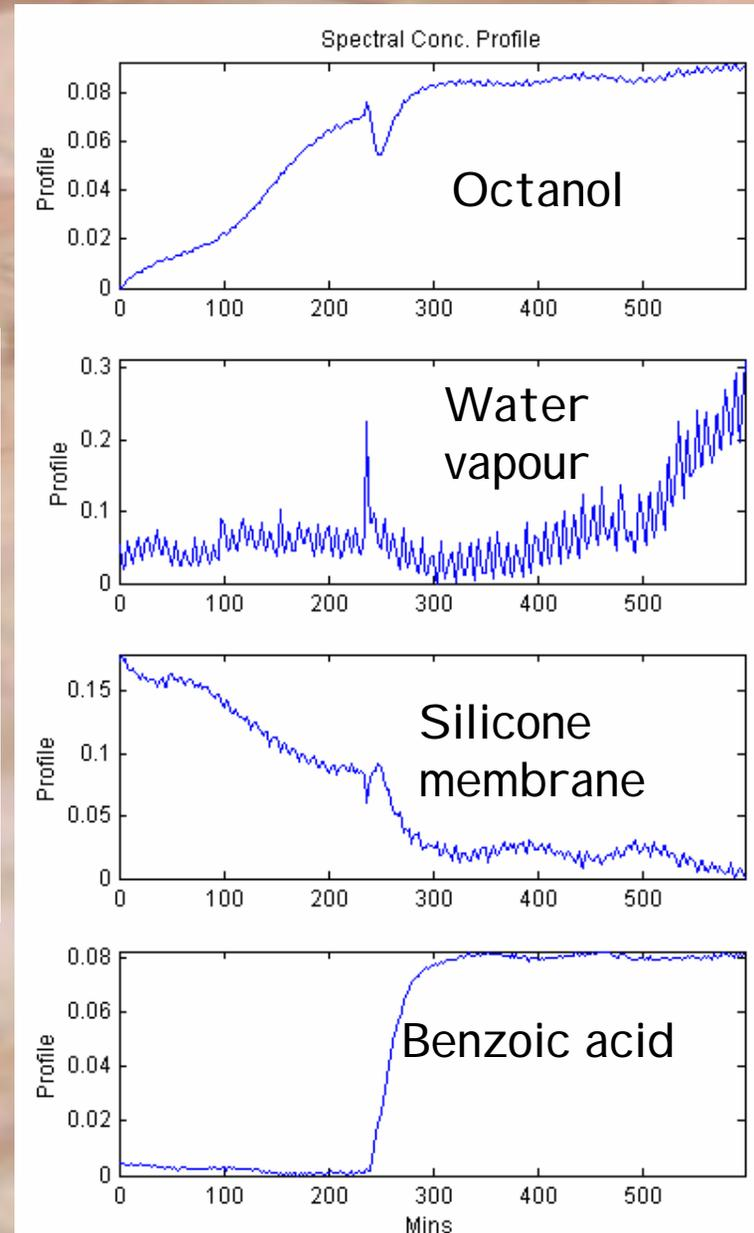 Spectral Conc. Profile
0.08
0.06
0.04
0.02
0
Profile
Octanol
0 100 200 300 400 500
0.3
0.2
0.1
0
Profile
Water
vapour
0 100 200 300 400 500
0.15
0.1
0.05
0
Profile
Silicone
membrane
0 100 200 300 400 500
0.08
0.06
0.04
0.02
0
Profile
Benzoic acid
0 100 200 300 400 500
Mins